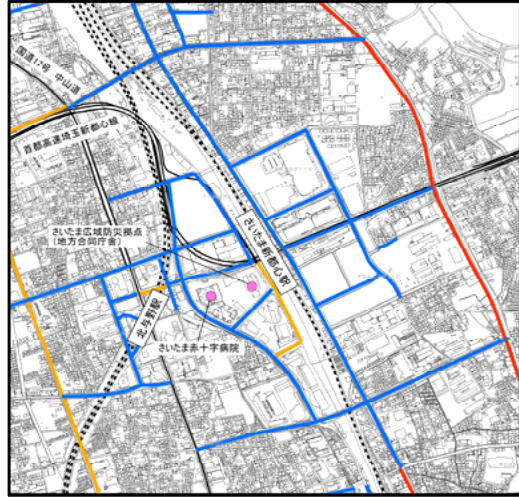 国道17号 中山道
首都高速埼玉新都心線
さいたま広域防災拠点
(地方合同庁舎)
さいたま新都心駅
北与野駅
さいたま赤十字病院